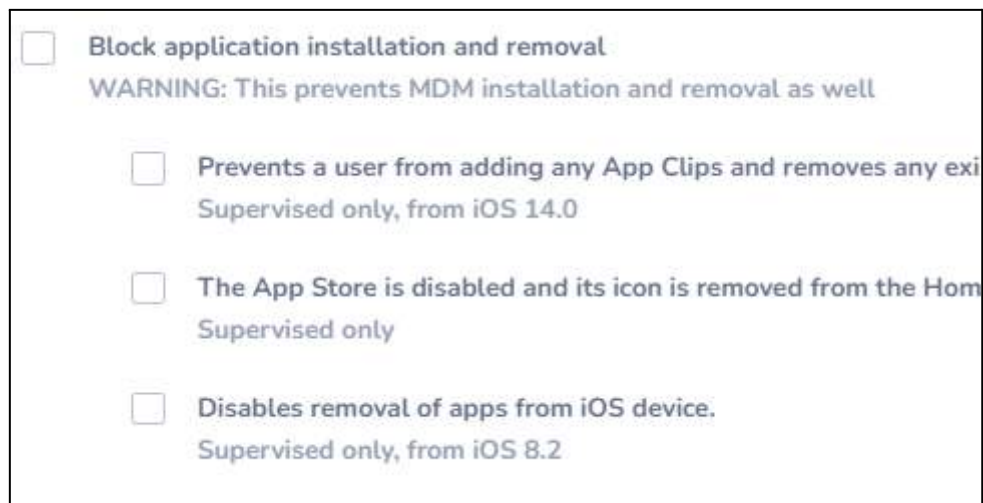 Block application installation and removal
WARNING: This prevents MDM installation and removal as well
Prevents a user from adding any App Clips and removes any exi
Supervised only, from iOS 14.0
The App Store is disabled and its icon is removed from the Hom
Supervised only
Disables removal of apps from iOS device.
Supervised only, from iOS 8.2